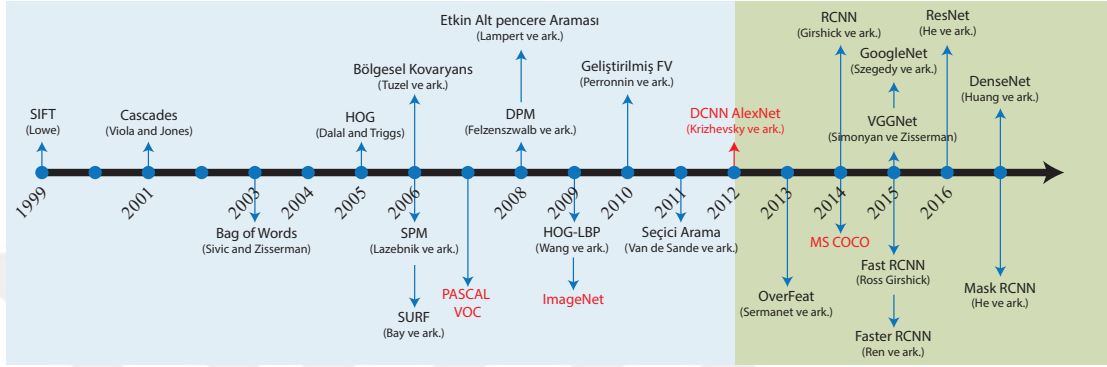 Etkin Alt pencere Araması
(Lampert ve ark.)
RCNN
(Girshick ve ark.)
ResNet
(He ve ark.)
Bölgesel Kovaryans
(Tuzel ve ark.)
Geliştirilmiş FV
(Perronnin ve ark.)
GoogleNet
(Szegedy ve ark.)
DenseNet
(Huang ve ark.)
SIFT
(Lowe)
Cascades
(Viola and Jones)
HOG
(Dalal and Triggs)
DPM
(Felzenszwalb ve ark.)
DCNN AlexNet
(Krizhevsky ve ark.)
VGGNet
(Simonyan ve Zisserman)
1999
2001
2003
2004
2005
2006
2008
2009
2010
2011
2012
2013
2014
2015
2016
Bag of Words
(Sivic and Zisserman)
SPM
(Lazebnik ve ark.)
HOG-LBP
(Wang ve ark.)
Seçici Arama
(Van de Sande ve ark.)
MS COCO
Fast RCNN
(Ross Girshick)
PASCAL
VOC
ImageNet
OverFeat
(Sermanet ve ark.)
Mask RCNN
(He ve ark.)
SURF
(Bay ve ark.)
Faster RCNN
(Ren ve ark.)